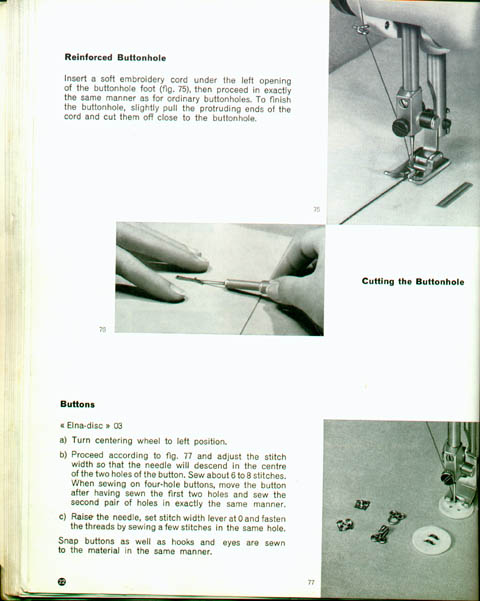 Reinforced Buttonhole
Insert a soft embroidery cord under the left opening
of the buttonhole foot (fig. 75), then proceed in exactly
the same manner as for ordinary buttonholes. To finish
the buttonhole, slightly pull the protruding ends of the
cord and cut them off close to the buttonhole.
75
Cutting the Buttonhole
76
Buttons
« Elna-disc » 03
a) Turn centering wheel to left position.
b) Proceed according to fig. 77 and adjust the stitch
width so that the needle will descend in the centre
of the two holes of the button. Sew about 6 to 8 stitches.
When sewing on four-hole buttons, move the button
after having sewn the first two holes and sew the
second pair of holes in exactly the same manner.
c) Raise the needle, set stitch width lever at 0 and fasten
the threads by sewing a few stitches in the same hole.
Snap buttons as well as hooks and eyes are sewn
to the material in the same manner.
22
77